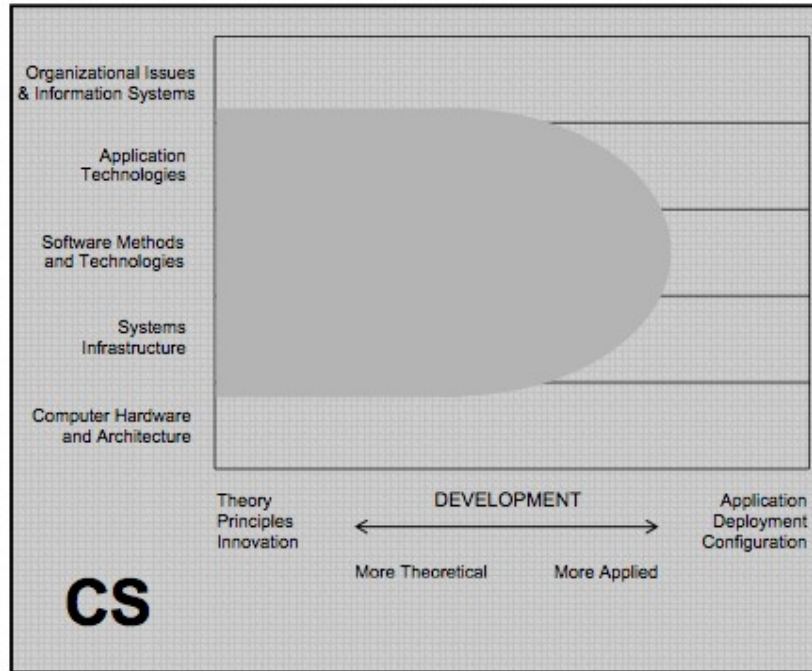 Organizational Issues
& Information Systems
Application
Technologies
Software Methods
and Technologies
Systems
Infrastructure
Computer Hardware
and Architecture
Theory
Principles
Innovation
DEVELOPMENT
More Theoretical
More Applied
Application
Deployment
Configuration
CS